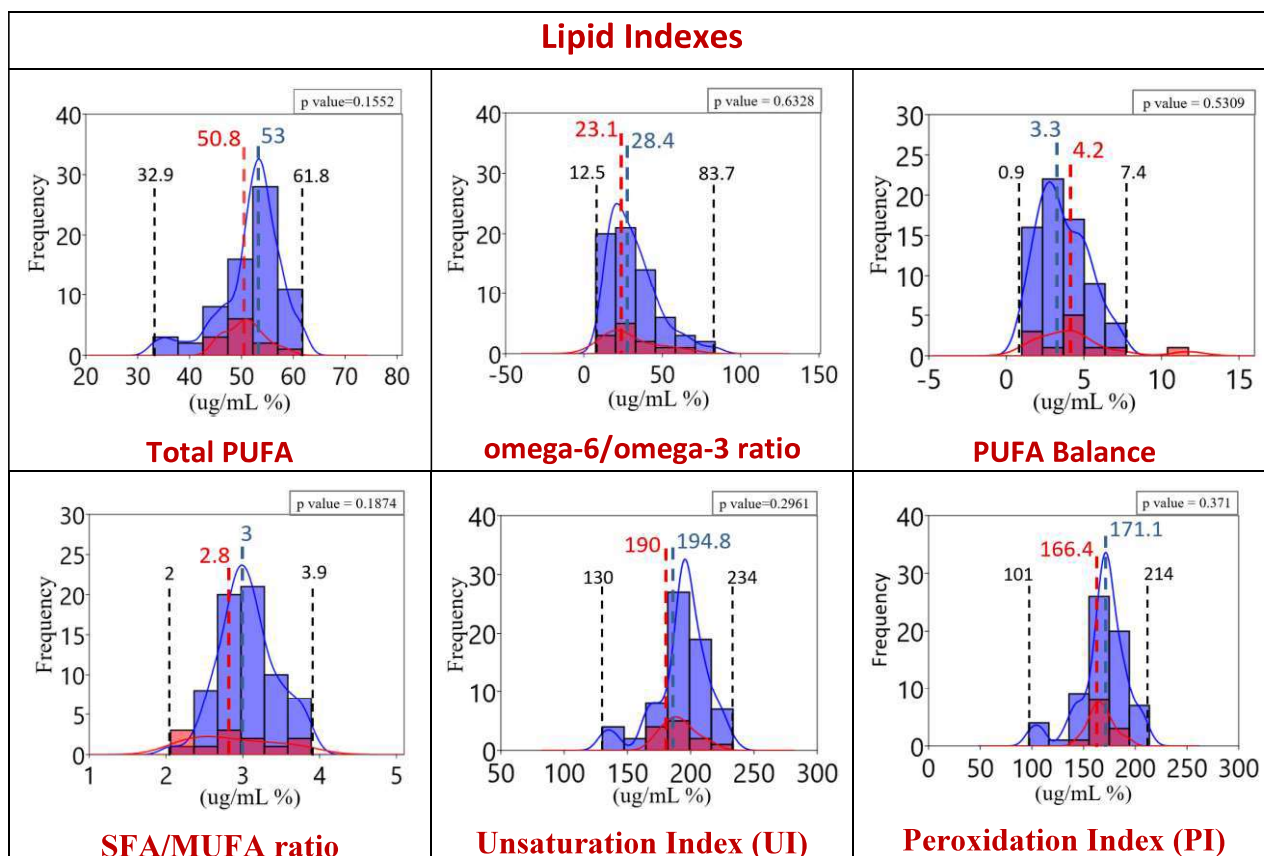 Lipid Indexes
p value=0.1552
40
50.8
53
30
32.9
61.8
Frequency
20
10
0
20 30 40 50 60 70 80
(ug/mL %)
Total PUFA
p value = 0.6328
40
23.1
28.4
30
12.5
83.7
Frequency
20
10
0
-50 0 50 100 150
(ug/mL %)
omega-6/omega-3 ratio
p value = 0.5309
30
3.3
4.2
25
0.9
7.4
Frequency
20
15
10
5
0
-5 0 5 10 15
(ug/mL %)
PUFA Balance
p value = 0.1874
30
3
2.8
25
2
3.9
Frequency
20
15
10
5
0
1 2 3 4 5
(ug/mL %)
SFA/MUFA ratio
p value=0.2961
40
190
194.8
30
130
234
Frequency
20
10
0
50 100 150 200 250 300
(ug/mL %)
Unsaturation Index (UI)
p value = 0.371
40
166.4
171.1
30
101
214
Frequency
20
10
0
0 50 100 150 200 250 300
(ug/mL %)
Peroxidation Index (PI)